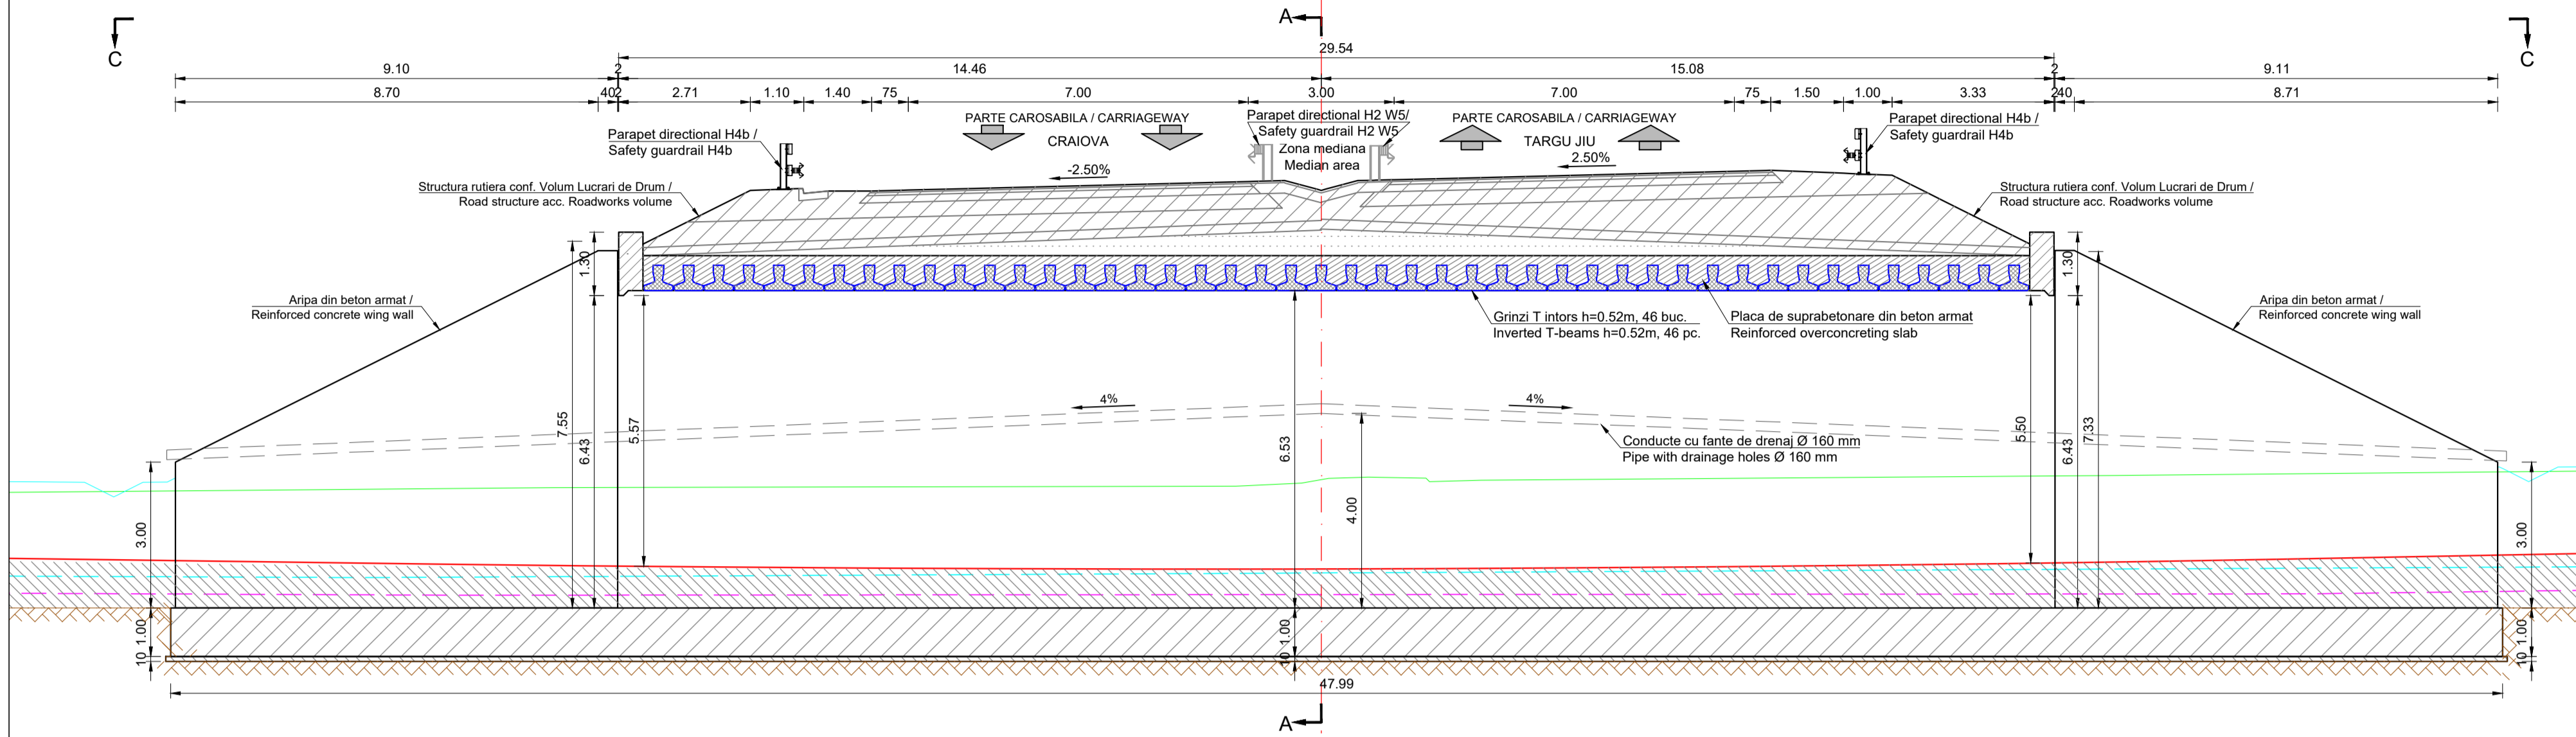 A
C
C
29.54
9.10
2
14.46
15.08
2
9.11
8.70
40
2
2.71
1.10
1.40
75
7.00
3.00
7.00
75
1.50
1.00
3.33
2
40
8.71
PARTE CAROSABILA / CARRIAGEWAY
CRAIOVA
Parapet directional H2 W5/
Safety guardrail H2 W5
Zona mediana
Median area
PARTE CAROSABILA / CARRIAGEWAY
TARGU JIU
Parapet directional H4b /
Safety guardrail H4b
Parapet directional H4b /
Safety guardrail H4b
-2.50%
2.50%
Structura rutiera conf. Volum Lucrari de Drum /
Road structure acc. Roadworks volume
Structura rutiera conf. Volum Lucrari de Drum /
Road structure acc. Roadworks volume
1.30
1.30
Aripa din beton armat /
Reinforced concrete wing wall
Aripa din beton armat /
Reinforced concrete wing wall
Grinzi T intors h=0.52m, 46 buc.
Inverted T-beams h=0.52m, 46 pc.
Placa de suprabetonare din beton armat
Reinforced overconcreting slab
4%
4%
7.55
6.43
5.57
6.53
4.00
5.50
6.43
7.33
Conducte cu fante de drenaj Ø 160 mm
Pipe with drainage holes Ø 160 mm
3.00
3.00
1.00
10
1.00
10
1.00
10
47.99
A